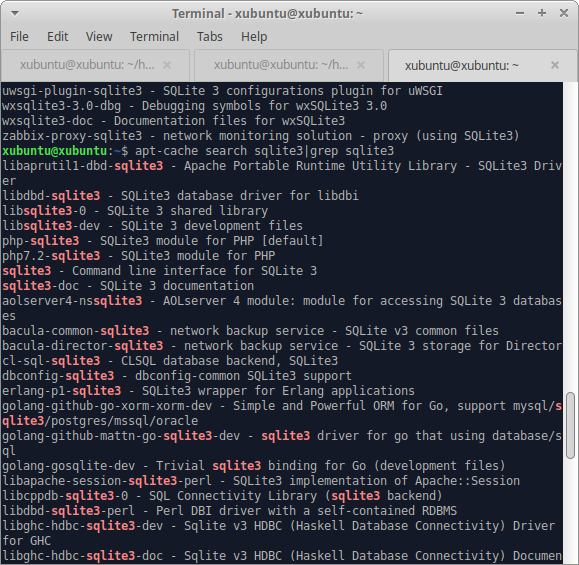 Terminal - xubuntu@xubuntu: ~
File Edit View Terminal Tabs Help
xubuntu@xubuntu: ~/h... xubuntu@xubuntu: ~/h... xubuntu@xubuntu: ~
uwsgi-plugin-sqlite3 - SQLite 3 configurations plugin for uWSGI
wxsqlite3-3.0-dbg - Debugging symbols for wxSQLite3 3.0
wxsqlite3-doc - Documentation files for wxSQLite3
zabbix-proxy-sqlite3 - network monitoring solution - proxy (using SQLite3)
xubuntu@xubuntu:~$ apt-cache search sqlite3|grep sqlite3
libaprutil1-dbd-sqlite3 - Apache Portable Runtime Utility Library - SQLite3 Driv
er
libdbd-sqlite3 - SQLite3 database driver for libdbi
libsqlite3-0 - SQLite 3 shared library
libsqlite3-dev - SQLite 3 development files
php-sqlite3 - SQLite3 module for PHP [default]
php7.2-sqlite3 - SQLite3 module for PHP
sqlite3 - Command line interface for SQLite 3
sqlite3-doc - SQLite 3 documentation
aolserver4-nssqlite3 - AOLserver 4 module: module for accessing SQLite 3 databas
es
bacula-common-sqlite3 - network backup service - SQLite v3 common files
bacula-director-sqlite3 - network backup service - SQLite 3 storage for Director
cl-sql-sqlite3 - CLSQL database backend, SQLite3
dbconfig-sqlite3 - dbconfig-common SQLite3 support
erlang-p1-sqlite3 - SQLite3 wrapper for Erlang applications
golang-github-go-xorm-xorm-dev - Simple and Powerful ORM for Go, support mysql/s
qlite3/postgres/mssql/oracle
golang-github-mattn-go-sqlite3-dev - sqlite3 driver for go that using database/s
ql
golang-gosqlite-dev - Trivial sqlite3 binding for Go (development files)
libapache-session-sqlite3-perl - SQLite3 implementation of Apache::Session
libcppdb-sqlite3-0 - SQL Connectivity Library (sqlite3 backend)
libdbd-sqlite3-perl - Perl DBI driver with a self-contained RDBMS
libghc-hdbc-sqlite3-dev - Sqlite v3 HDBC (Haskell Database Connectivity) Driver
for GHC
libghc-hdbc-sqlite3-doc - Sqlite v3 HDBC (Haskell Database Connectivity) Documen